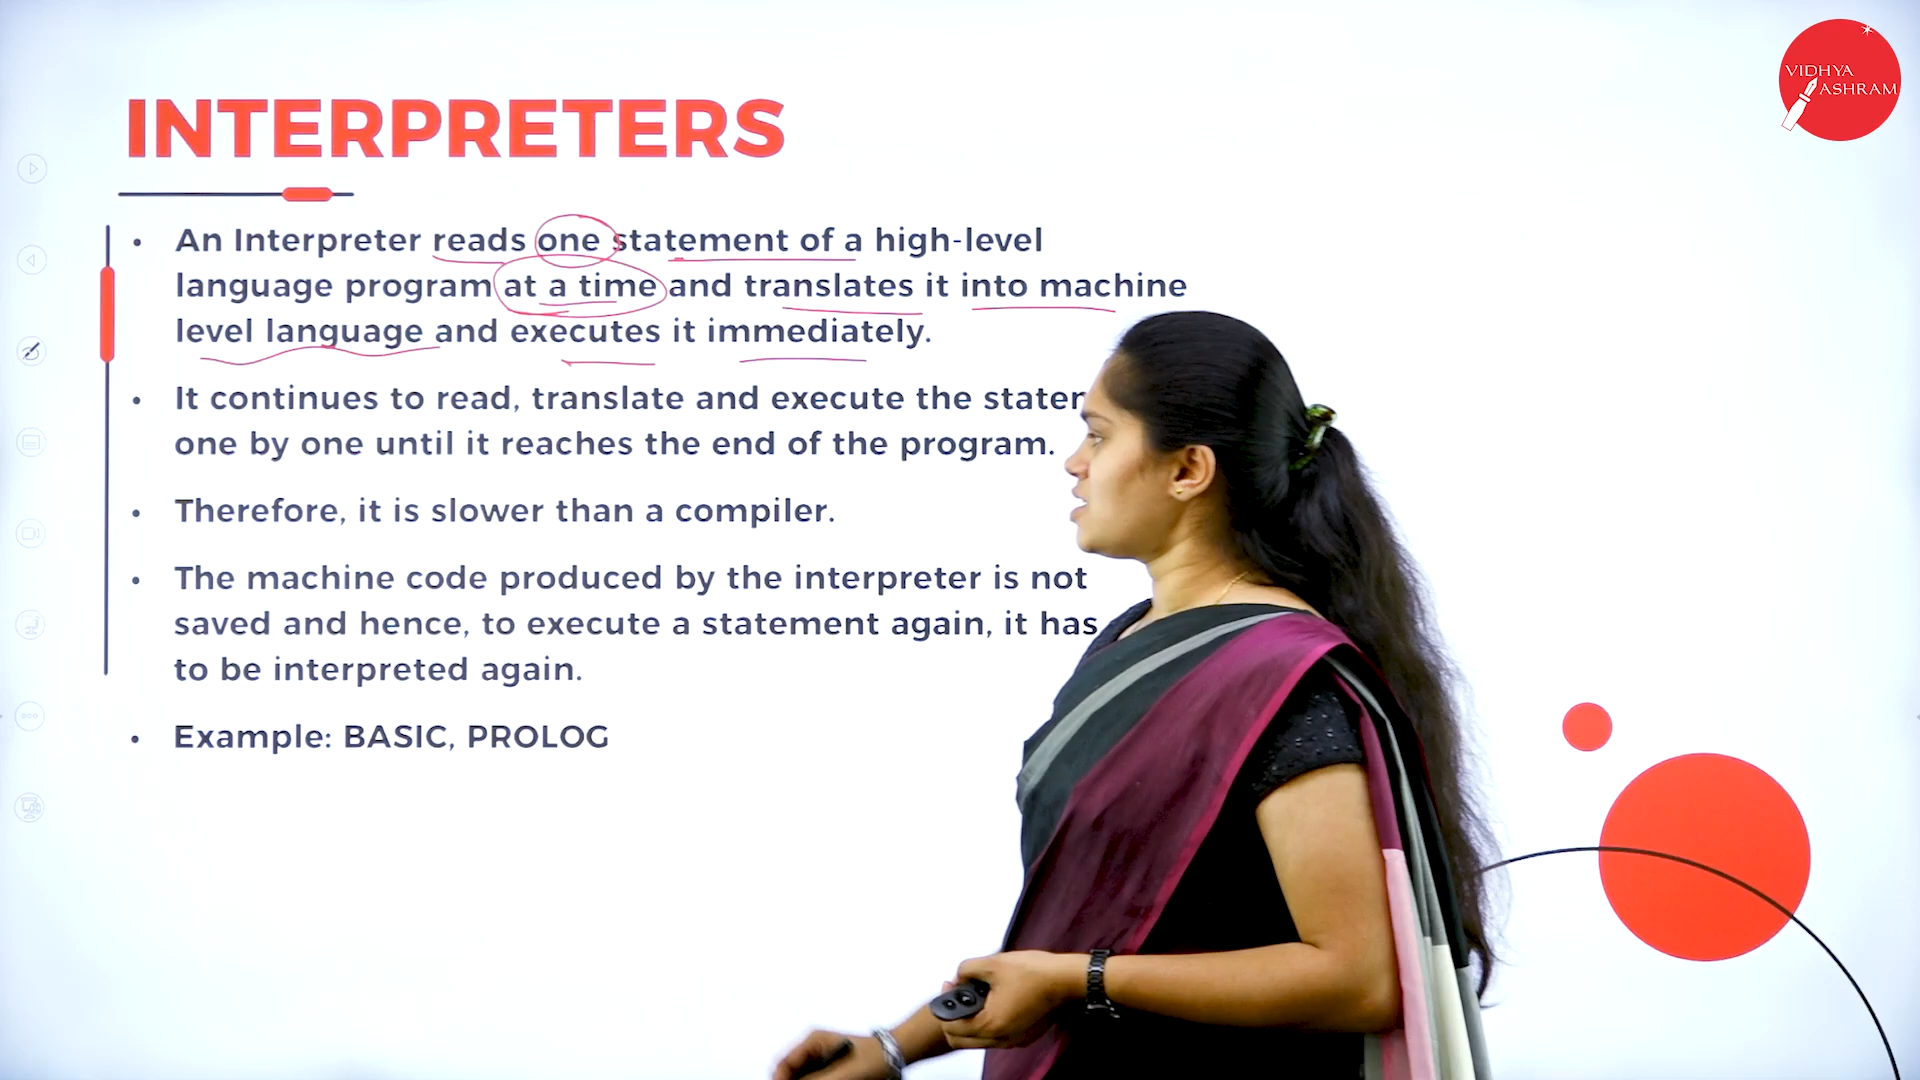 VIDHYA
ASHRAM
INTERPRETERS
• An Interpreter reads one statement of a high-level
language program at a time and translates it into machine
level language and executes it immediately.
• It continues to read, translate and execute the
one by one until it reaches the end of the program.
• Therefore, it is slower than a compiler.
• The machine code produced by the interpreter is not
saved and hence, to execute a statement again, it has
to be interpreted again.
• Example: BASIC, PROLOG